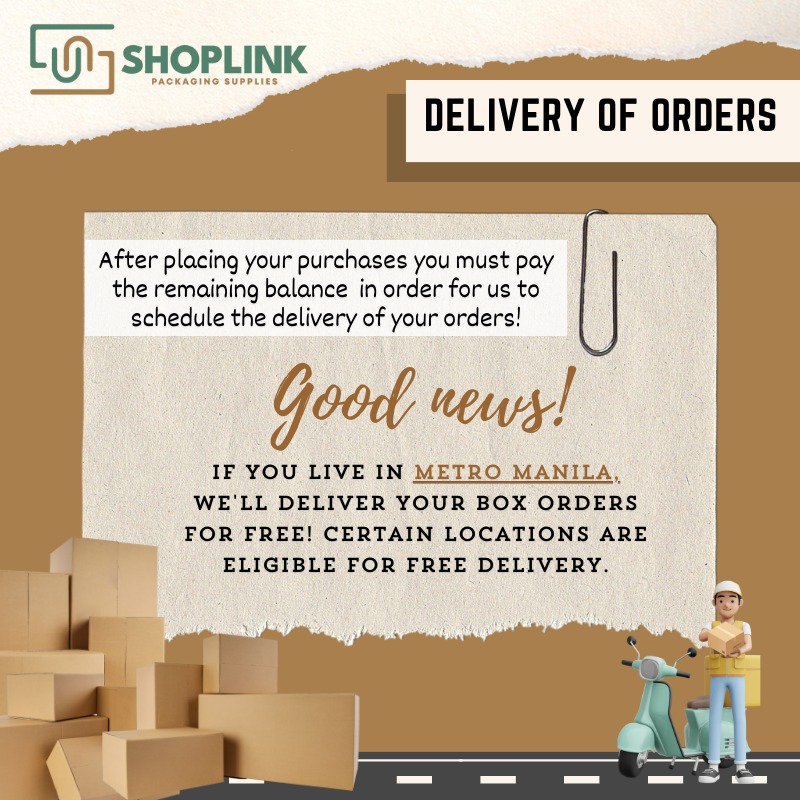 SHOPLINK
PACKAGING SUPPLIES
DELIVERY OF ORDERS
After placing your purchases you must pay
the remaining balance in order for us to
schedule the delivery of your orders!
Good news!
IF YOU LIVE IN METRO MANILA,
WE'LL DELIVER YOUR BOX ORDERS
FOR FREE! CERTAIN LOCATIONS ARE
ELIGIBLE FOR FREE DELIVERY.